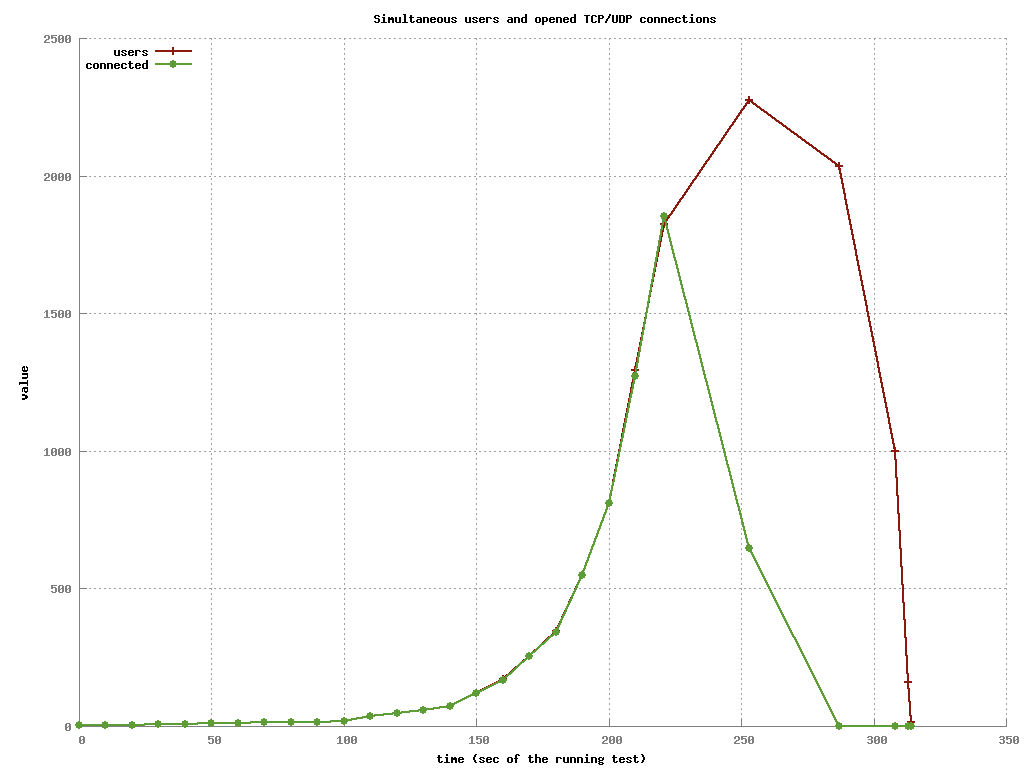 Simultaneous users and opened TCP/UDP connections
2500
users
connected
2000
1500
value
1000
500
0
0 50 100 150 200 250 300 350
time (sec of the running test)